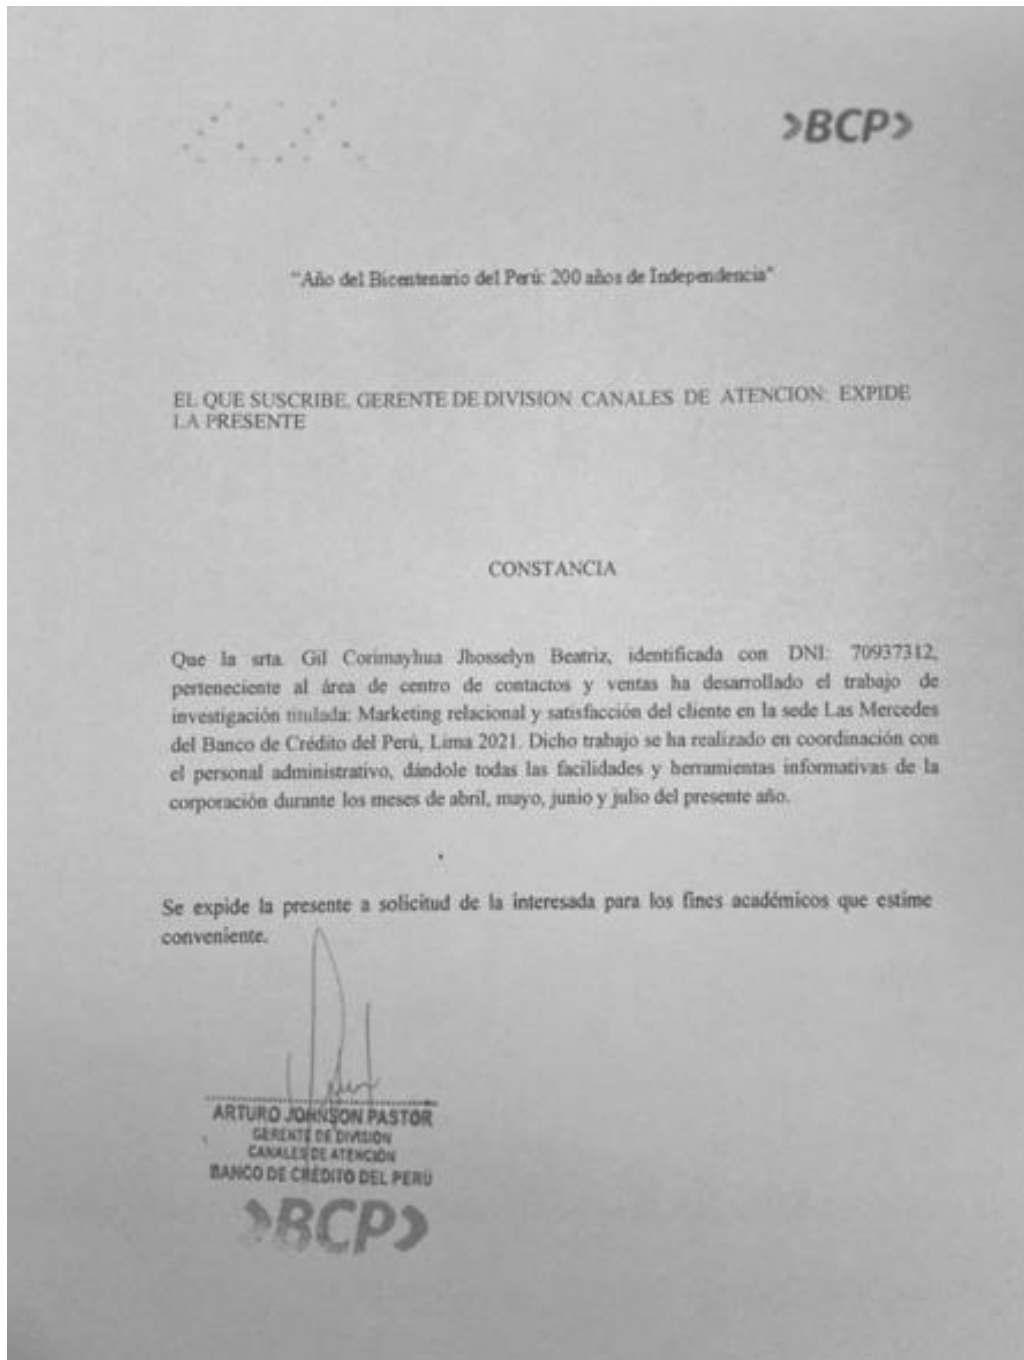 >BCP>
"Año del Bicentenario del Perú: 200 años de Independencia"
EL QUE SUSCRIBE, GERENTE DE DIVISION CANALES DE ATENCION: EXPIDE
LA PRESENTE
CONSTANCIA
Que la srta. Gil Corimayhua Jhosselyn Beatriz, identificada con DNI: 70937312,
perteneciente al área de centro de contactos y ventas ha desarrollado el trabajo de
investigación titulada: Marketing relacional y satisfacción del cliente en la sede Las Mercedes
del Banco de Crédito del Perú, Lima 2021. Dicho trabajo se ha realizado en coordinación con
el personal administrativo, dándole todas las facilidades y herramientas informativas de la
corporación durante los meses de abril, mayo, junio y julio del presente año.
Se expide la presente a solicitud de la interesada para los fines académicos que estime
conveniente.
ARTURO JOHNSON PASTOR
GERENTE DE DIVISIÓN
CANALES DE ATENCIÓN
BANCO DE CRÉDITO DEL PERÚ
>BCP>